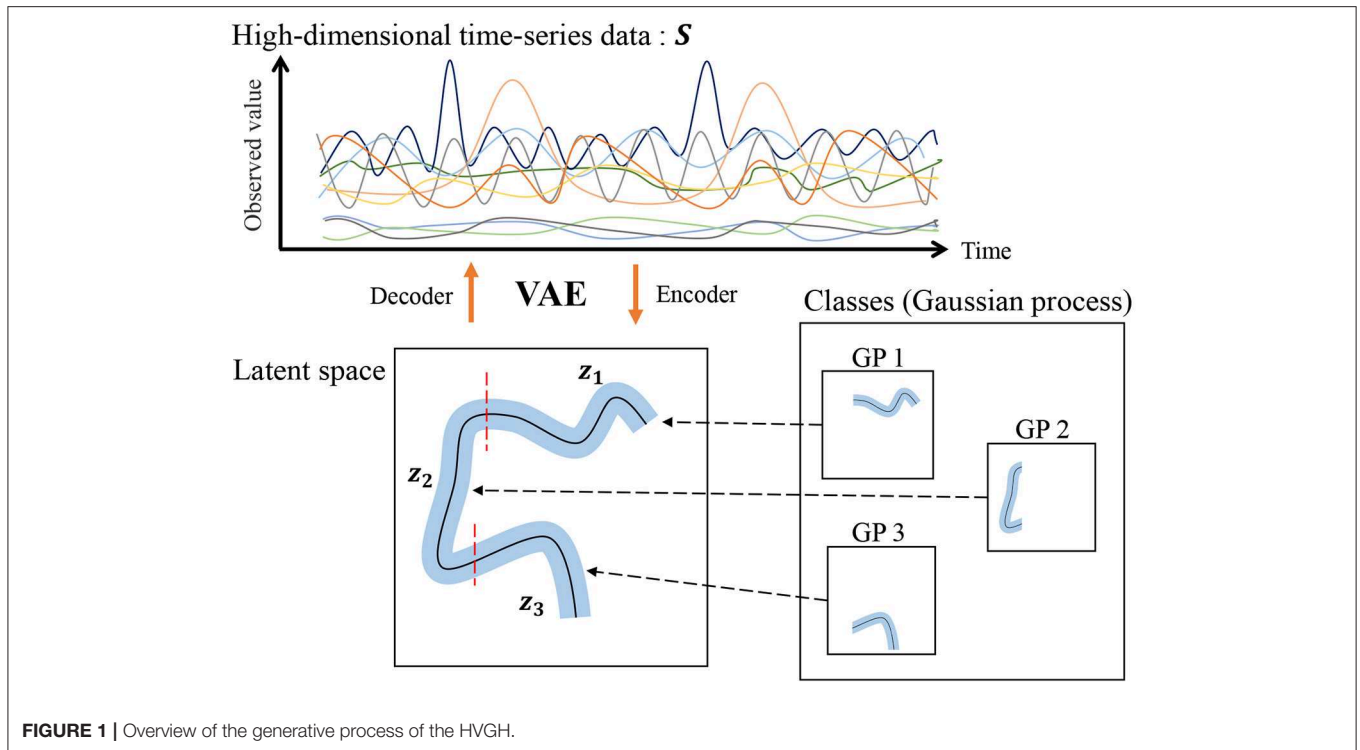 High-dimensional time-series data : S
Observed value
Time
Decoder
VAE
Encoder
Classes (Gaussian process)
Latent space
z1
z2
z3
GP 1
GP 2
GP 3
FIGURE 1 | Overview of the generative process of the HVGH.